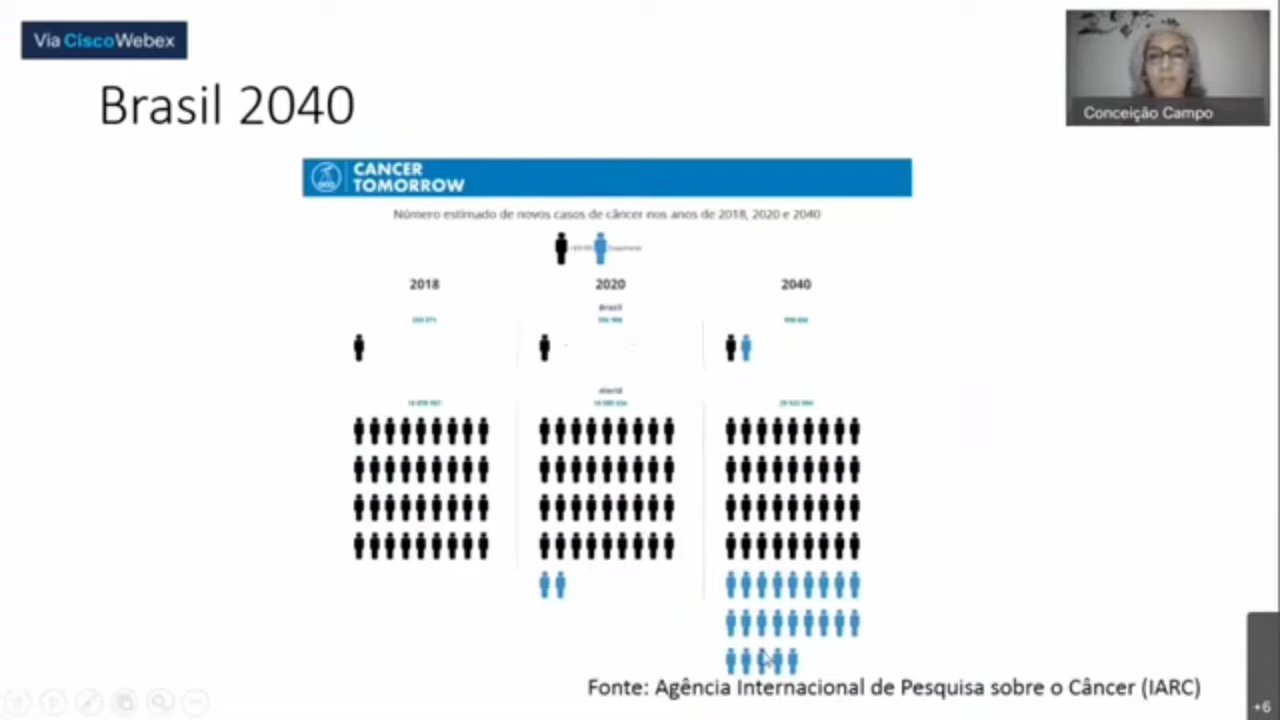 Via CiscoWebex
Brasil 2040
Conceição Campo
CANCER
TOMORROW
Número estimado de novos casos de câncer nos anos de 2018, 2020 e 2040
2018
2020
2040
Brazil
World
Fonte: Agência Internacional de Pesquisa sobre o Câncer (IARC)
+6